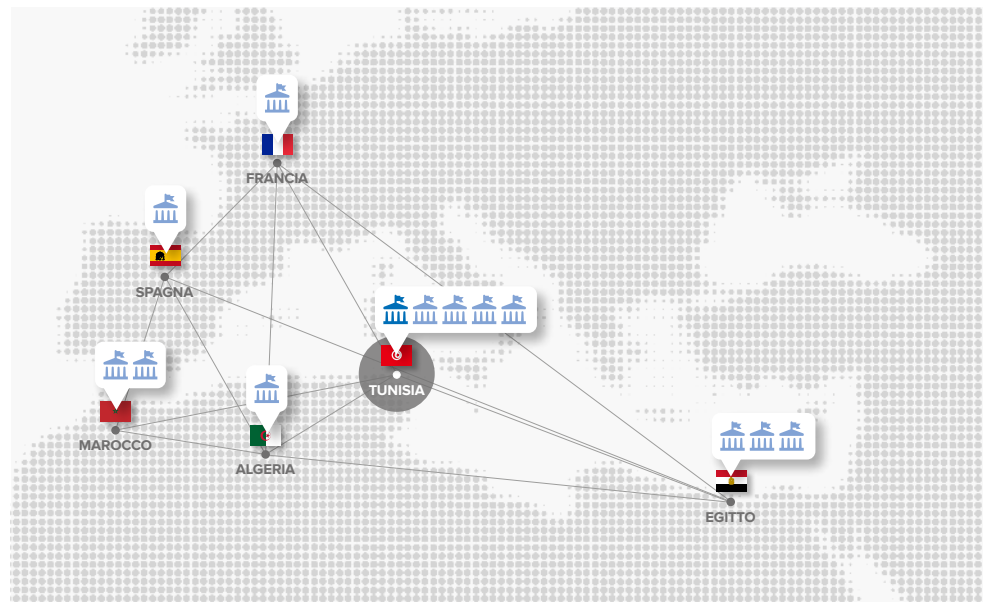 FRANCIA
SPAGNA
TUNISIA
MAROCCO
ALGERIA
EGITTO